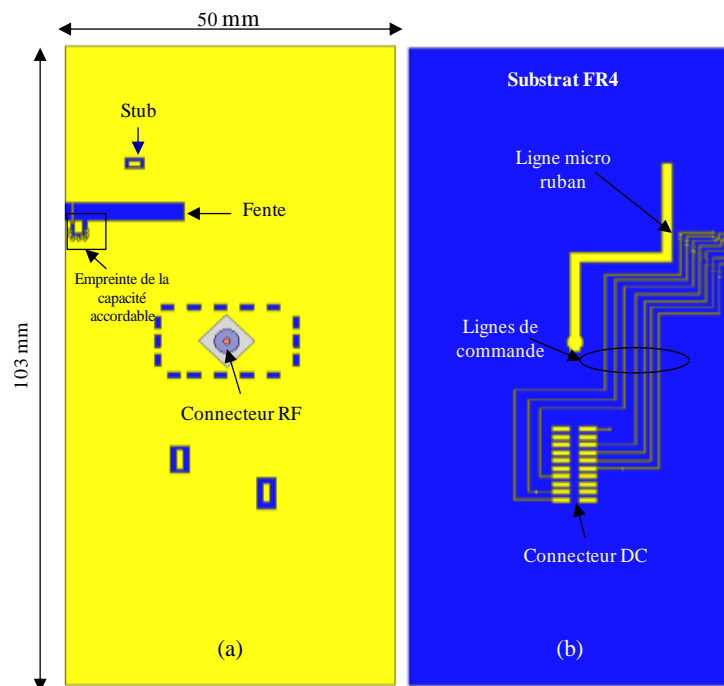 50 mm
Substrat FR4
Stub
Ligne micro
ruban
Fente
Empreinte de la
capacité
accordable
Lignes de
commande
103 mm
Connecteur RF
Connecteur DC
(a)
(b)